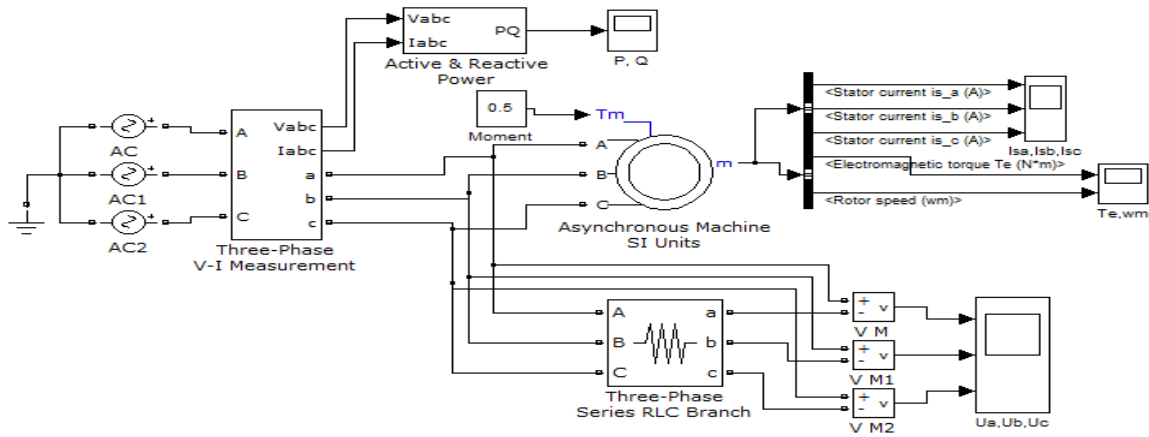 Vabc
Iabc
PQ
Active & Reactive
Power
P, Q
0.5
Moment
Tm
A
B
C
m
Asynchronous Machine
SI Units
<Stator current is_a (A)>
<Stator current is_b (A)>
<Stator current is_c (A)>
<Electromagnetic torque Te (N*m)>
<Rotor speed (wm)>
Isa,Isb,Isc
Te,wm
AC
AC1
AC2
A
B
C
Vabc
Iabc
a
b
c
Three-Phase
V-I Measurement
A
B
C
a
b
c
Three-Phase
Series RLC Branch
+
-
v
V M
+
-
v
V M1
+
-
v
V M2
Ua,Ub,Uc